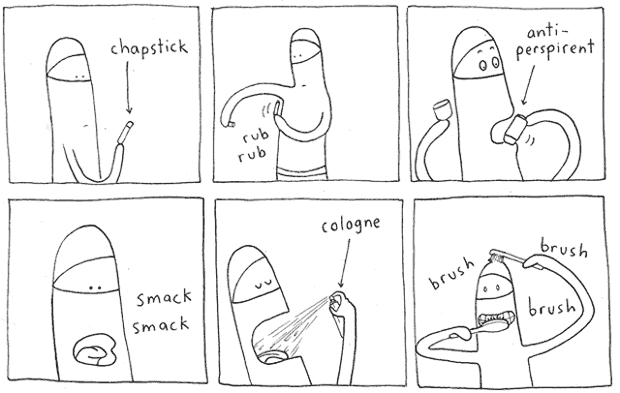 chapstick
rub
rub
anti-
perspirent
smack
smack
cologne
brush
brush
brush